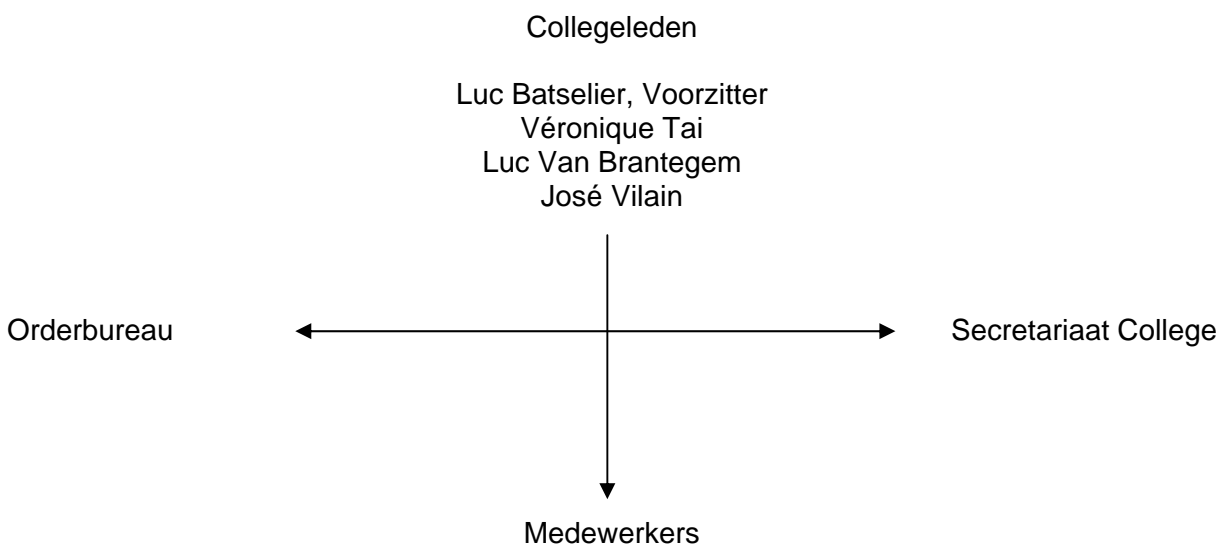 Collegeleden
Luc Batselier, Voorzitter
Véronique Tai
Luc Van Brantegem
José Vilain
Orderbureau
Secretariaat College
Medewerkers